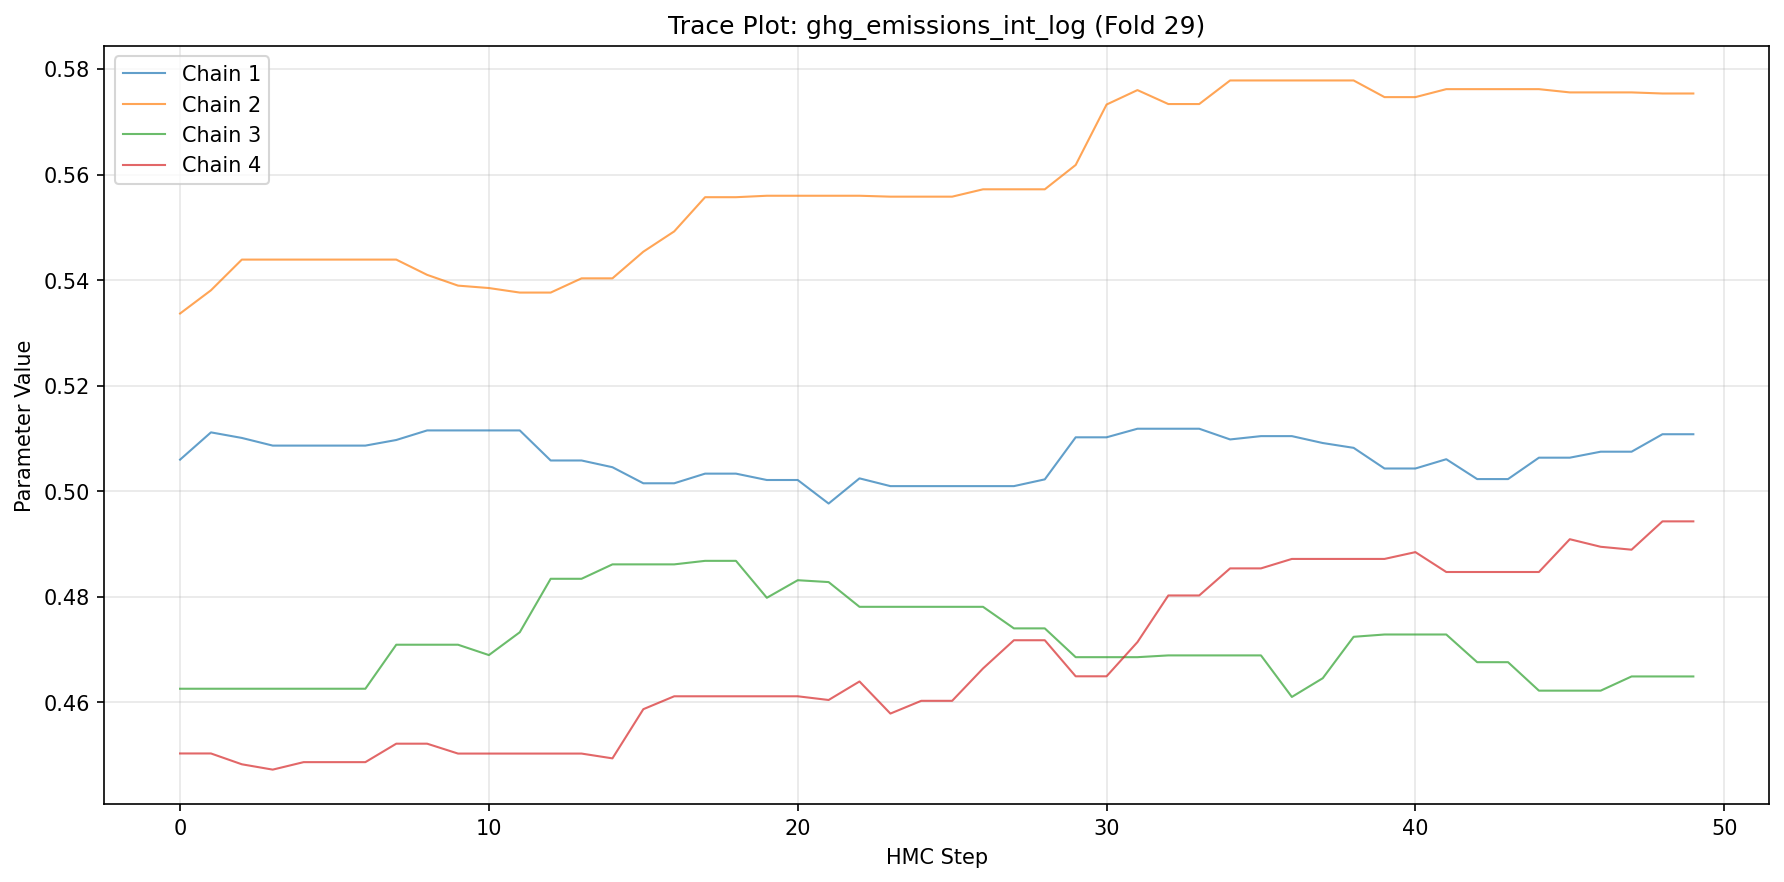 Trace Plot: ghg_emissions_int_log (Fold 29)
Chain 1
Chain 2
Chain 3
Chain 4
Parameter Value
0.58
0.56
0.54
0.52
0.50
0.48
0.46
0 10 20 30 40 50
HMC Step